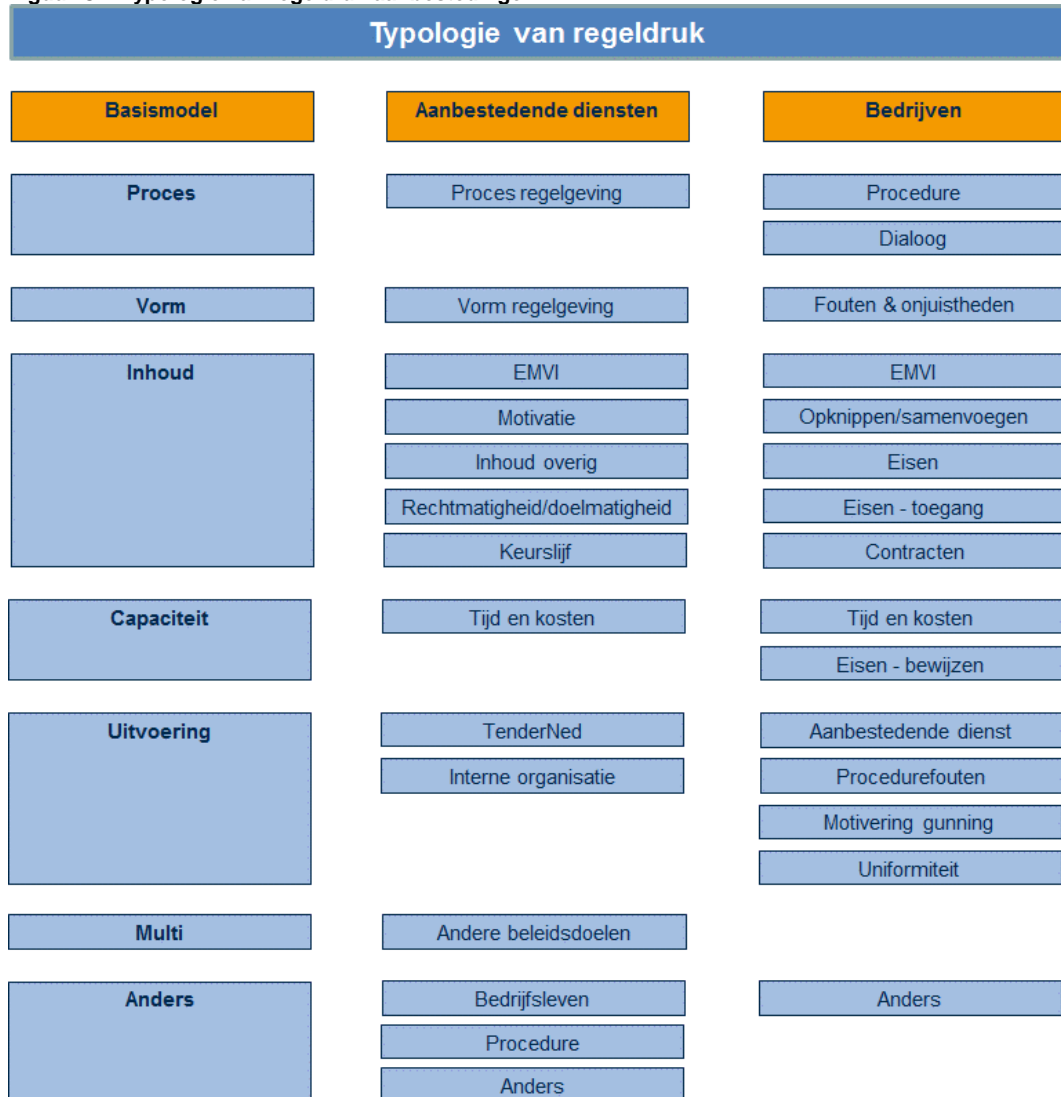 Typologie van regeldruk
Basismodel
Aanbestedende diensten
Bedrijven
Proces
Proces regelgeving
Procedure
Dialoog
Vorm
Vorm regelgeving
Fouten & onjuistheden
Inhoud
EMVI
EMVI
Motivatie
Opknippen/samenvoegen
Inhoud overig
Eisen
Rechtmatigheid/doelmatigheid
Eisen - toegang
Keurslijf
Contracten
Capaciteit
Tijd en kosten
Tijd en kosten
Eisen - bewijzen
Uitvoering
TenderNed
Aanbestedende dienst
Interne organisatie
Procedurefouten
Motivering gunning
Uniformiteit
Multi
Andere beleidsdoelen
Anders
Bedrijfsleven
Anders
Procedure
Anders